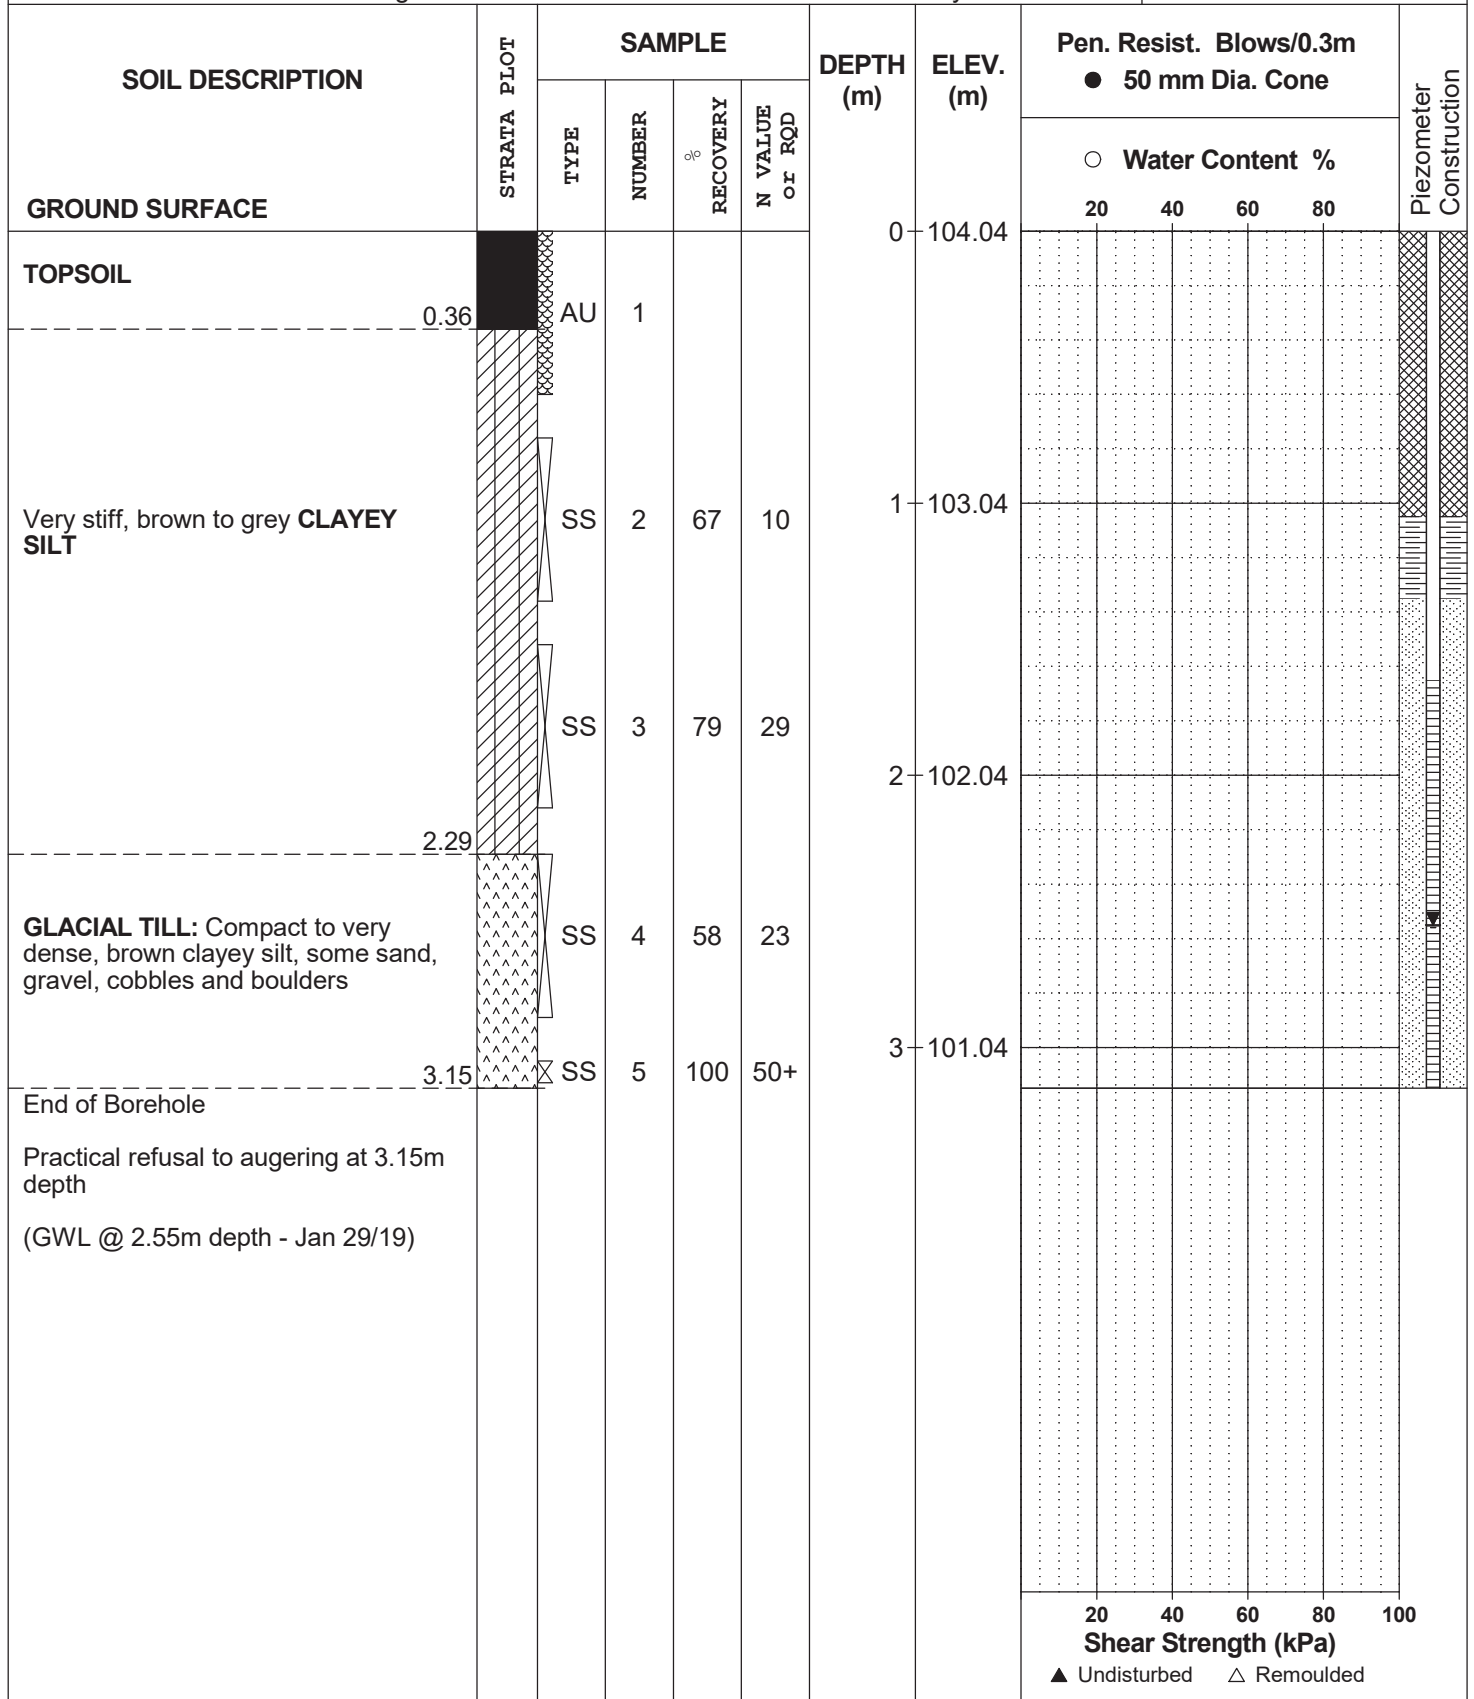 SOIL DESCRIPTION
GROUND SURFACE
STRATA PLOT
SAMPLE
TYPE
NUMBER
% RECOVERY
N VALUE or RQD
DEPTH (m)
ELEV. (m)
Pen. Resist. Blows/0.3m
● 50 mm Dia. Cone
○ Water Content %
20 40 60 80
Piezometer Construction
0 104.04
TOPSOIL
0.36
AU 1
1 103.04
Very stiff, brown to grey CLAYEY
SILT
SS 2 67 10
SS 3 79 29
2 102.04
2.29
GLACIAL TILL: Compact to very
dense, brown clayey silt, some sand,
gravel, cobbles and boulders
SS 4 58 23
3 101.04
3.15
SS 5 100 50+
End of Borehole
Practical refusal to augering at 3.15m
depth
(GWL @ 2.55m depth - Jan 29/19)
20 40 60 80 100
Shear Strength (kPa)
▲ Undisturbed △ Remoulded